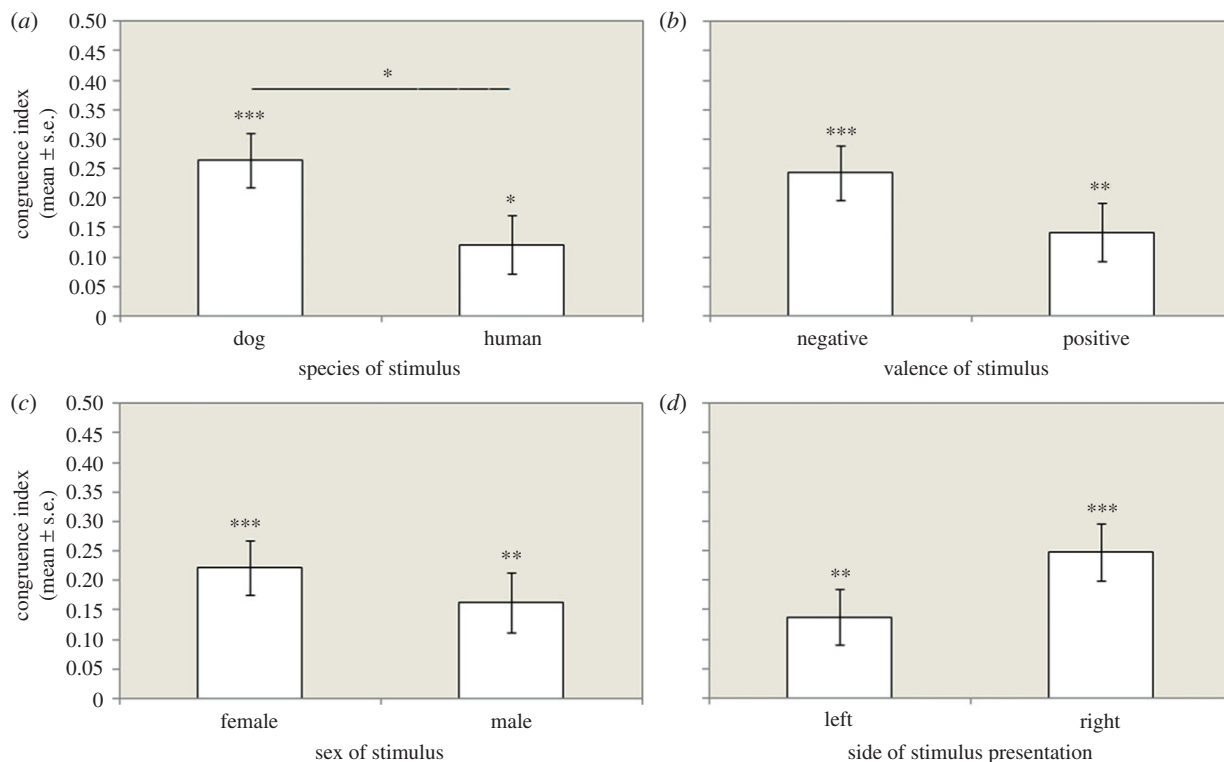 (a)
0.50
0.45
0.40
0.35
0.30
0.25
0.20
0.15
0.10
0.05
0
congruence index
(mean ± s.e.)
*
***
*
dog human
species of stimulus
(b)
***
**
negative positive
valence of stimulus
(c)
0.50
0.45
0.40
0.35
0.30
0.25
0.20
0.15
0.10
0.05
0
congruence index
(mean ± s.e.)
***
**
female male
sex of stimulus
(d)
**
***
left right
side of stimulus presentation